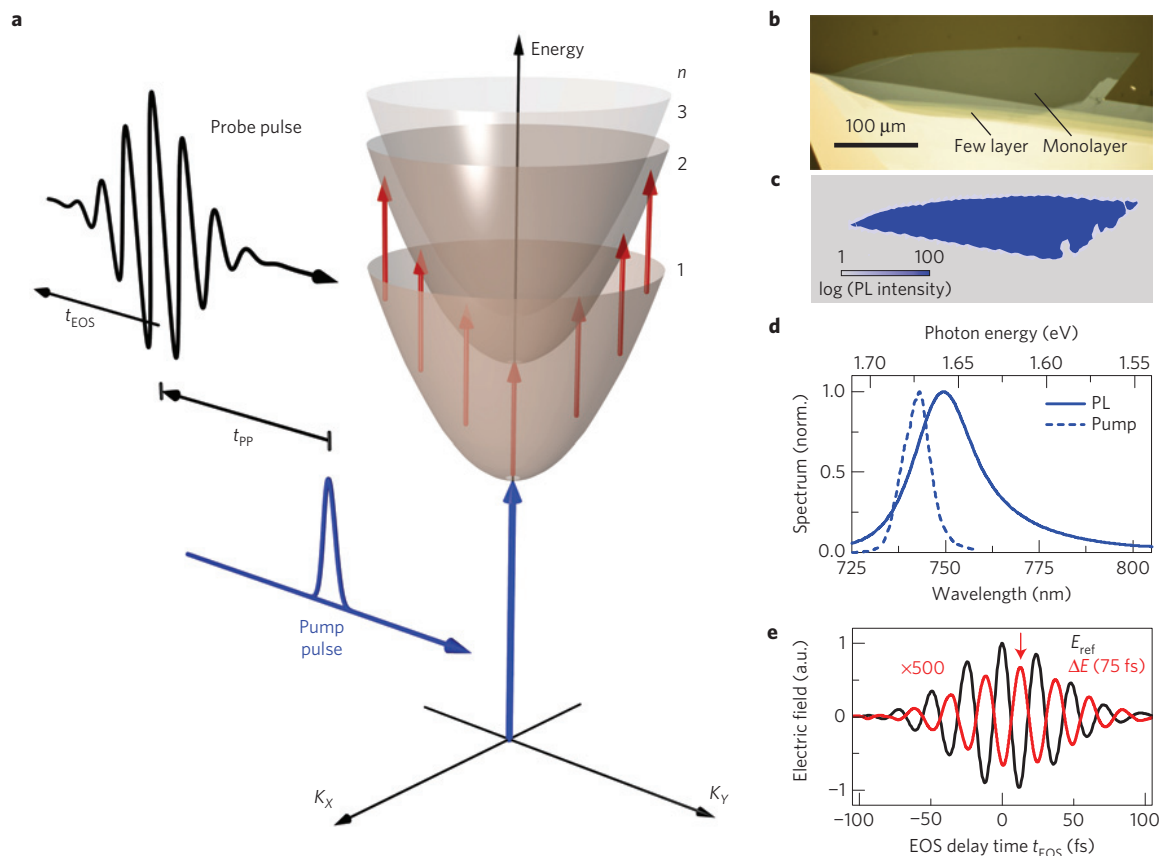 a
Energy
n
3
2
1
Probe pulse
t_EOS
t_PP
Pump
pulse
K_X
K_Y
b
100 μm
Few layer
Monolayer
c
1
100
log (PL intensity)
d
Photon energy (eV)
1.70
1.65
1.60
1.55
Spectrum (norm.)
1.0
0.5
0.0
PL
Pump
725
750
775
800
Wavelength (nm)
e
Electric field (a.u.)
1
0
−1
×500
E_ref
ΔE (75 fs)
−100
−50
0
50
100
EOS delay time t_EOS (fs)